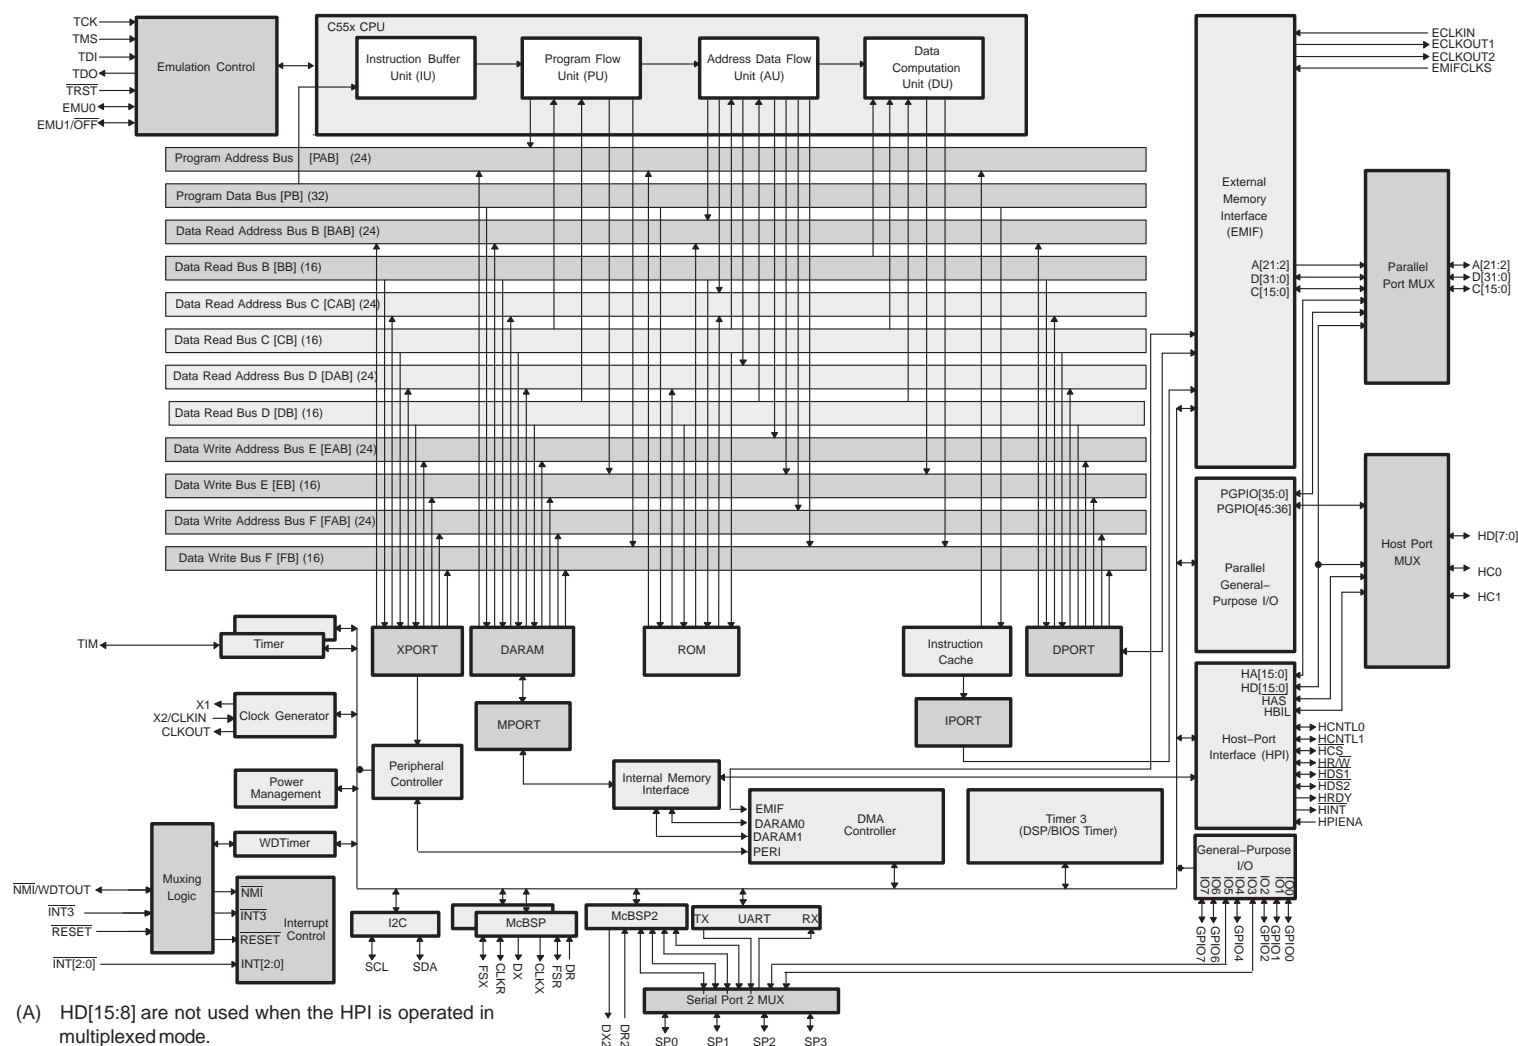 TCK
TMS
TDI
TDO
TRST
EMU0
EMU1/OFF
Emulation Control
C55x CPU
Instruction Buffer
Unit (IU)
Program Flow
Unit (PU)
Address Data Flow
Unit (AU)
Data
Computation
Unit (DU)
Program Address Bus [PAB] (24)
Program Data Bus [PB] (32)
Data Read Address Bus B [BAB] (24)
Data Read Bus B [BB] (16)
Data Read Address Bus C [CAB] (24)
Data Read Bus C [CB] (16)
Data Read Address Bus D [DAB] (24)
Data Read Bus D [DB] (16)
Data Write Address Bus E [EAB] (24)
Data Write Bus E [EB] (16)
Data Write Address Bus F [FAB] (24)
Data Write Bus F [FB] (16)
External
Memory
Interface
(EMIF)
ECLKIN
ECLKOUT1
ECLKOUT2
EMIFCLKS
A[21:2]
D[31:0]
C[15:0]
Parallel
Port MUX
A[21:2]
D[31:0]
C[15:0]
PGPIO[35:0]
PGPIO[45:36]
Parallel
General–
Purpose I/O
Host Port
MUX
HD[7:0]
HC0
HC1
TIM
Timer
XPORT
DARAM
ROM
Instruction
Cache
DPORT
HA[15:0]
HD[15:0]
HAS
HBIL
Host–Port
Interface (HPI)
HCNTL0
HCNTL1
HCS
HR/W
HDS1
HDS2
HRDY
HINT
HPIENA
X1
X2/CLKIN
CLKOUT
Clock Generator
MPORT
IPORT
Power
Management
Peripheral
Controller
Internal Memory
Interface
EMIF
DARAM0
DARAM1
PERI
DMA
Controller
Timer 3
(DSP/BIOS Timer)
WDTimer
Muxing
Logic
NMI/WDTOUT
INT3
RESET
INT[2:0]
NMI
INT3
RESET
INT[2:0]
Interrupt
Control
General–Purpose
I/O
IO7
IO6
IO5
IO4
IO3
IO2
IO1
IO0
GPIO7
GPIO6
GPIO4
GPIO2
GPIO1
GPIO0
I2C
SCL
SDA
McBSP
FSX
CLKR
DX
CLKX
FSR
DR
McBSP2
TX UART RX
DX2
DR2
Serial Port 2 MUX
SP0
SP1
SP2
SP3
(A) HD[15:8] are not used when the HPI is operated in
multiplexed mode.